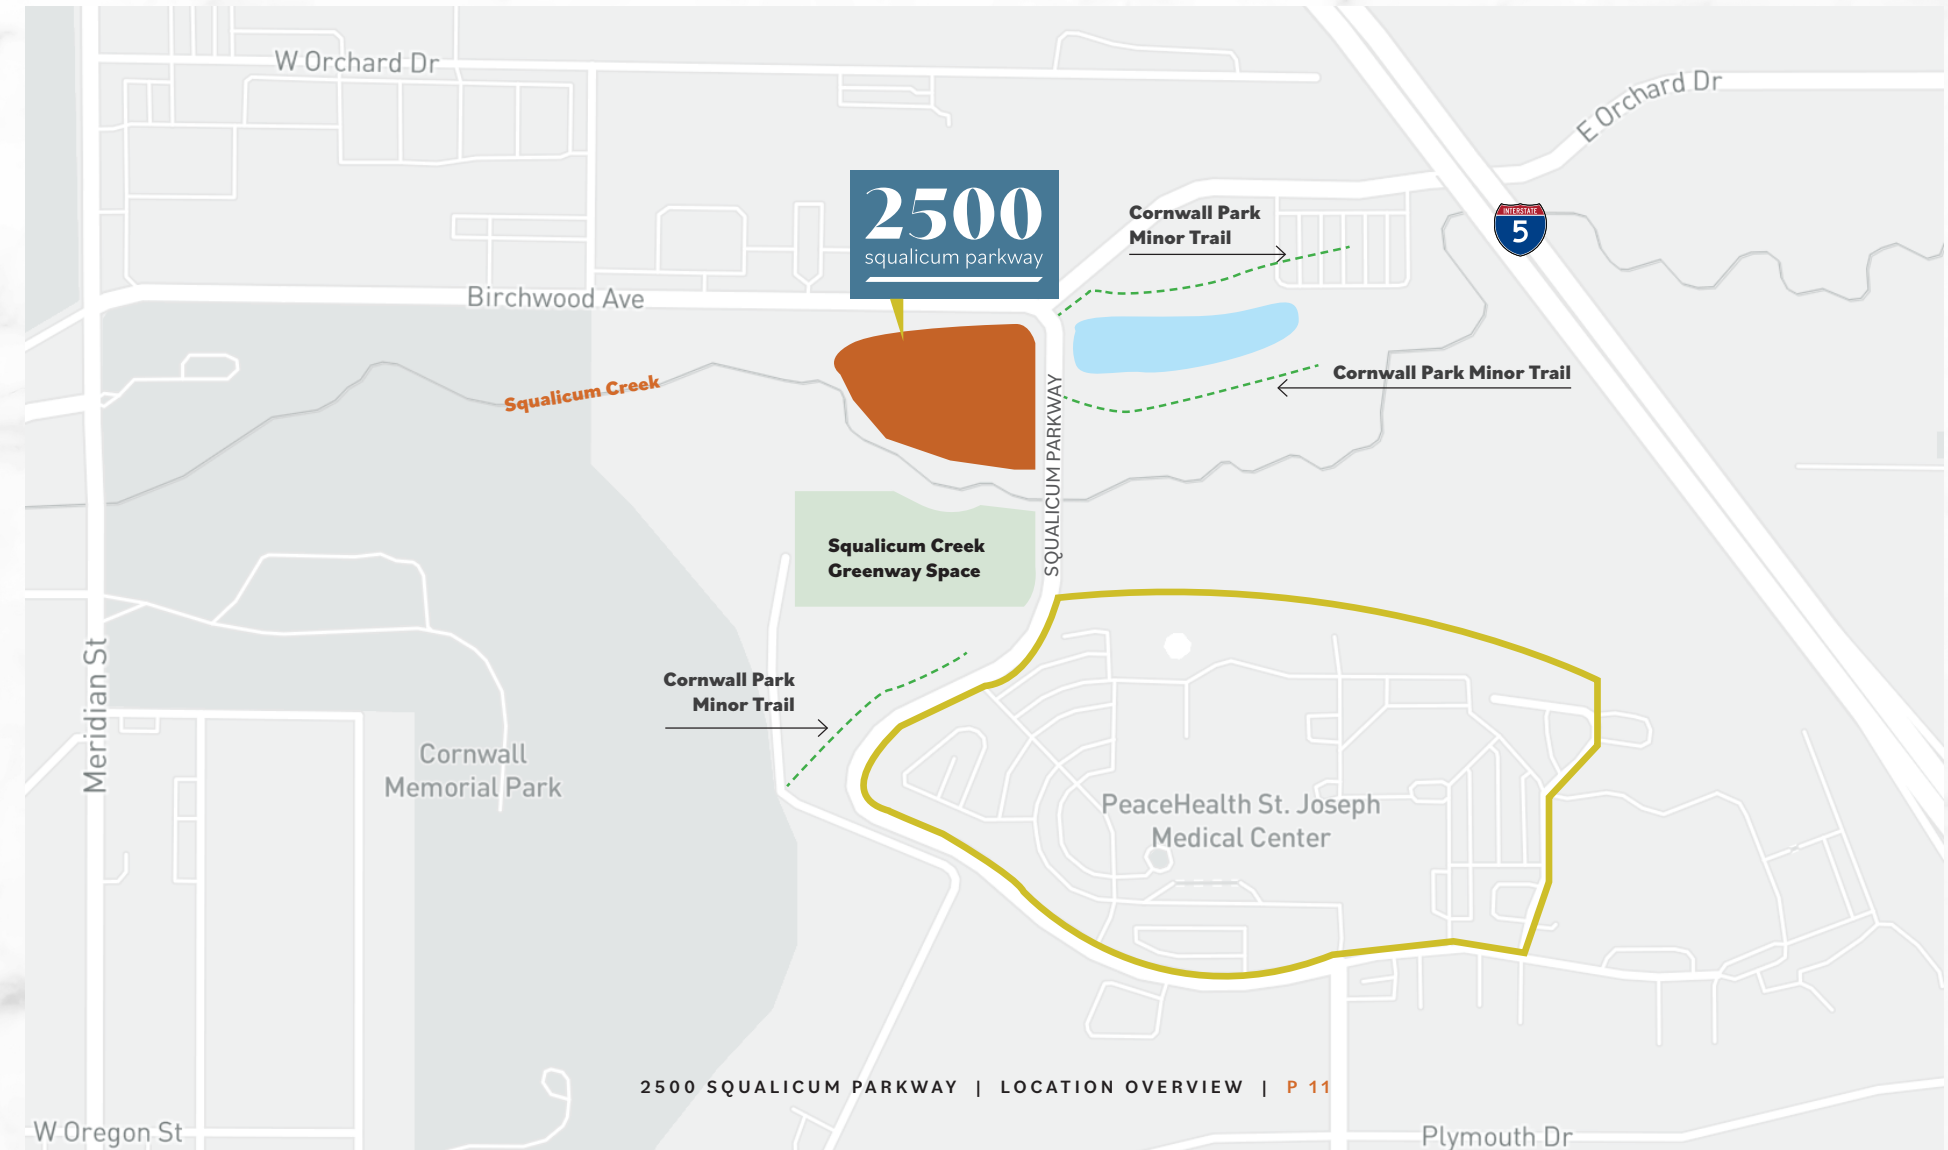 W Orchard Dr
E Orchard Dr
2500
squalicum parkway
Cornwall Park
Minor Trail
INTERSTATE
5
Birchwood Ave
Cornwall Park Minor Trail
Squalicum Creek
SQUALICUM PARKWAY
Squalicum Creek
Greenway Space
Meridian St
Cornwall Park
Minor Trail
Cornwall
Memorial Park
PeaceHealth St. Joseph
Medical Center
2500 SQUALICUM PARKWAY | LOCATION OVERVIEW | P 11
W Oregon St
Plymouth Dr